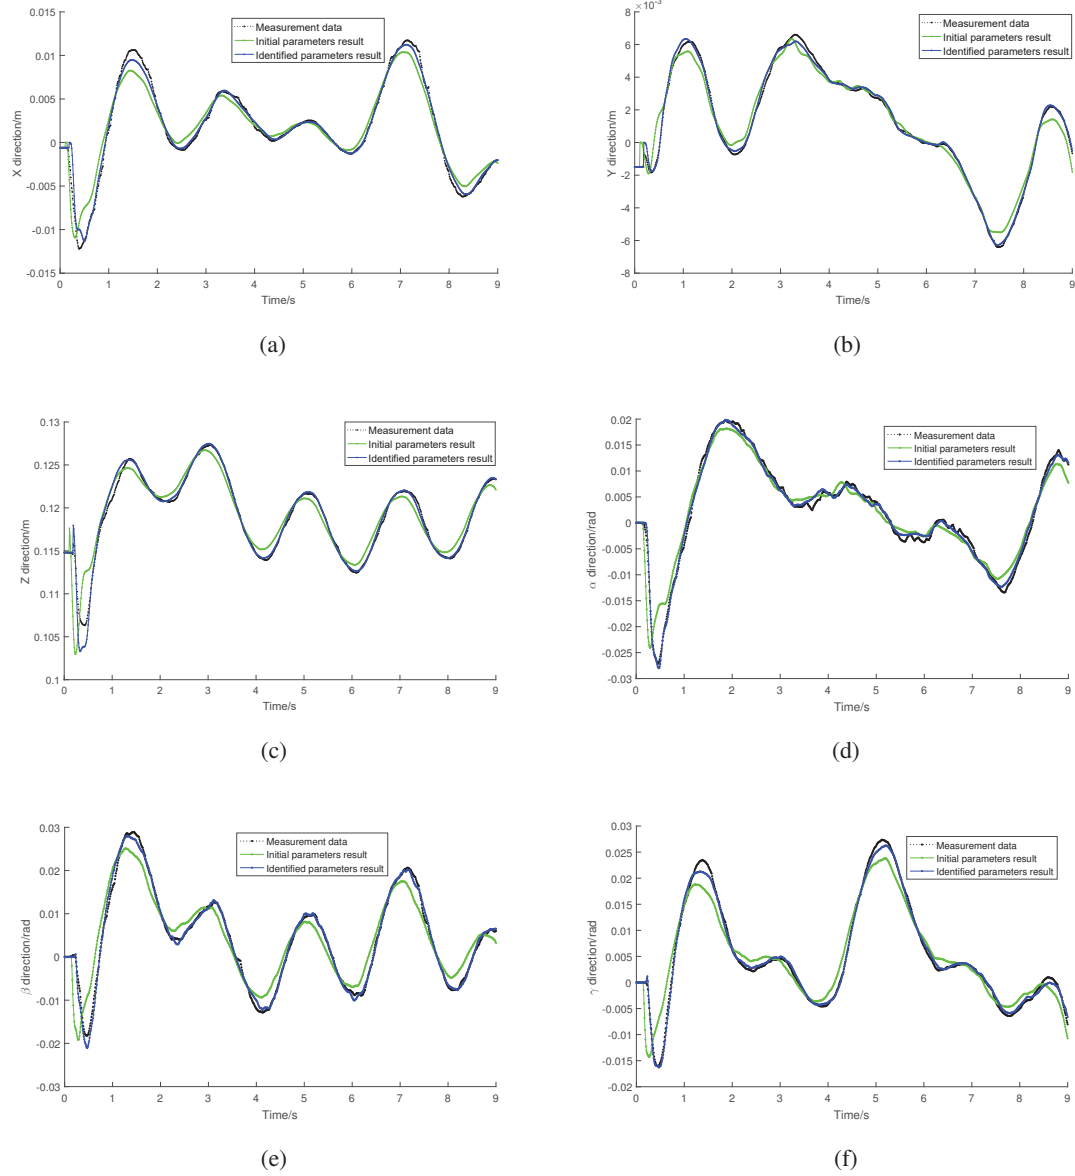 0.015
0.01
0.005
0
-0.005
-0.01
-0.015
X direction/m
Measurement data
Initial parameters result
Identified parameters result
0 1 2 3 4 5 6 7 8 9
Time/s
(a)
×10⁻³
8
6
4
2
0
-2
-4
-6
-8
Y direction/m
Measurement data
Initial parameters result
Identified parameters result
0 1 2 3 4 5 6 7 8 9
Time/s
(b)
0.13
0.125
0.12
0.115
0.11
0.105
0.1
Z direction/m
Measurement data
Initial parameters result
Identified parameters result
0 1 2 3 4 5 6 7 8 9
Time/s
(c)
0.02
0.015
0.01
0.005
0
-0.005
-0.01
-0.015
-0.02
-0.025
-0.03
α direction/rad
Measurement data
Initial parameters result
Identified parameters result
0 1 2 3 4 5 6 7 8 9
Time/s
(d)
0.03
0.02
0.01
0
-0.01
-0.02
-0.03
β direction/rad
Measurement data
Initial parameters result
Identified parameters result
0 1 2 3 4 5 6 7 8 9
Time/s
(e)
0.03
0.025
0.02
0.015
0.01
0.005
0
-0.005
-0.01
-0.015
-0.02
γ direction/rad
Measurement data
Initial parameters result
Identified parameters result
0 1 2 3 4 5 6 7 8 9
Time/s
(f)